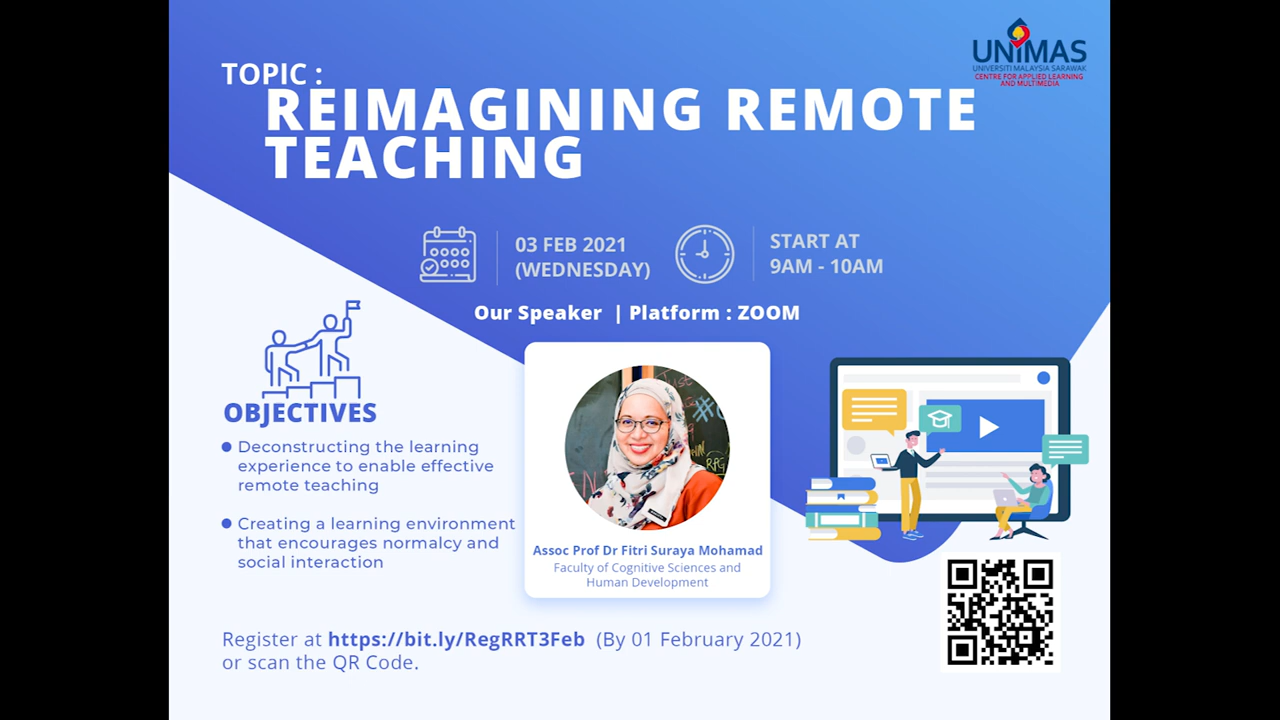 UNIMAS
UNIVERSITI MALAYSIA SARAWAK
CENTRE FOR APPLIED LEARNING
AND MULTIMEDIA
TOPIC :
REIMAGINING REMOTE
TEACHING
03 FEB 2021
(WEDNESDAY)
START AT
9AM - 10AM
Our Speaker | Platform : ZOOM
OBJECTIVES
Deconstructing the learning
experience to enable effective
remote teaching
Creating a learning environment
that encourages normalcy and
social interaction
Just
RPG
Assoc Prof Dr Fitri Suraya Mohamad
Faculty of Cognitive Sciences and
Human Development
Register at https://bit.ly/RegRRT3Feb (By 01 February 2021)
or scan the QR Code.